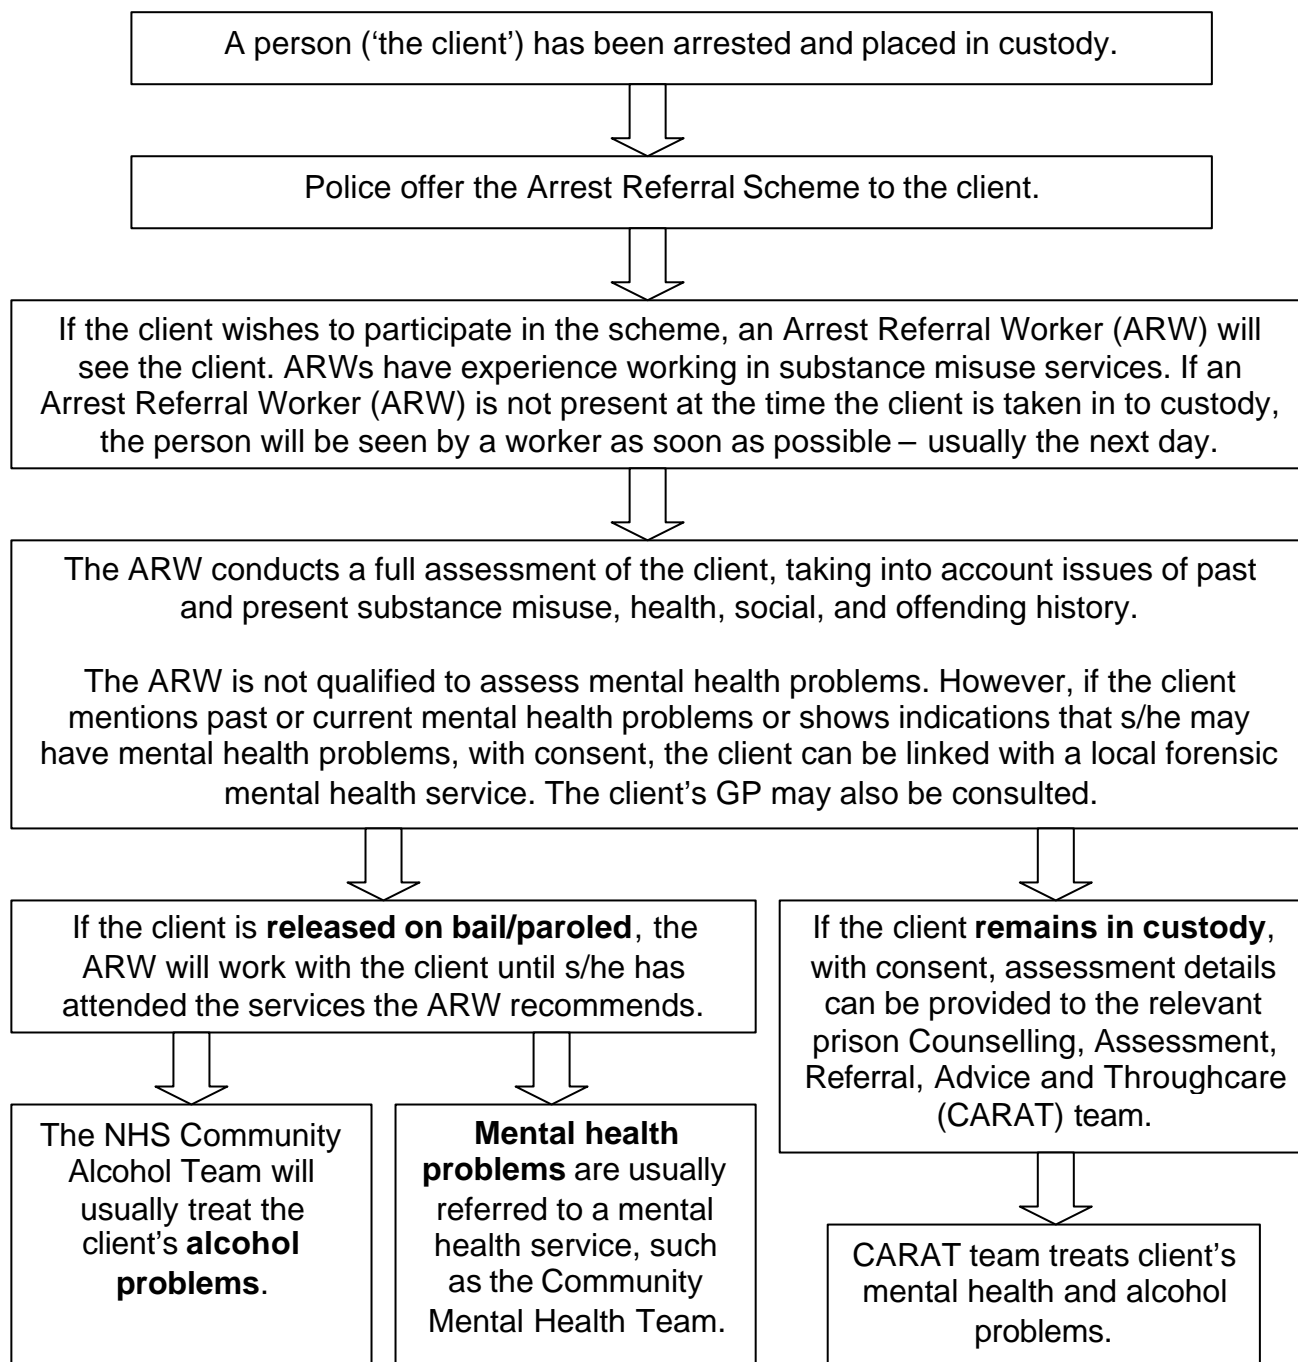 A person (‘the client’) has been arrested and placed in custody.
Police offer the Arrest Referral Scheme to the client.
If the client wishes to participate in the scheme, an Arrest Referral Worker (ARW) will
see the client. ARWs have experience working in substance misuse services. If an
Arrest Referral Worker (ARW) is not present at the time the client is taken in to custody,
the person will be seen by a worker as soon as possible – usually the next day.
The ARW conducts a full assessment of the client, taking into account issues of past
and present substance misuse, health, social, and offending history.
The ARW is not qualified to assess mental health problems. However, if the client
mentions past or current mental health problems or shows indications that s/he may
have mental health problems, with consent, the client can be linked with a local forensic
mental health service. The client’s GP may also be consulted.
If the client is released on bail/paroled, the
ARW will work with the client until s/he has
attended the services the ARW recommends.
The NHS Community
Alcohol Team will
usually treat the
client’s alcohol
problems.
Mental health
problems are usually
referred to a mental
health service, such
as the Community
Mental Health Team.
If the client remains in custody,
with consent, assessment details
can be provided to the relevant
prison Counselling, Assessment,
Referral, Advice and Throughcare
(CARAT) team.
CARAT team treats client’s
mental health and alcohol
problems.